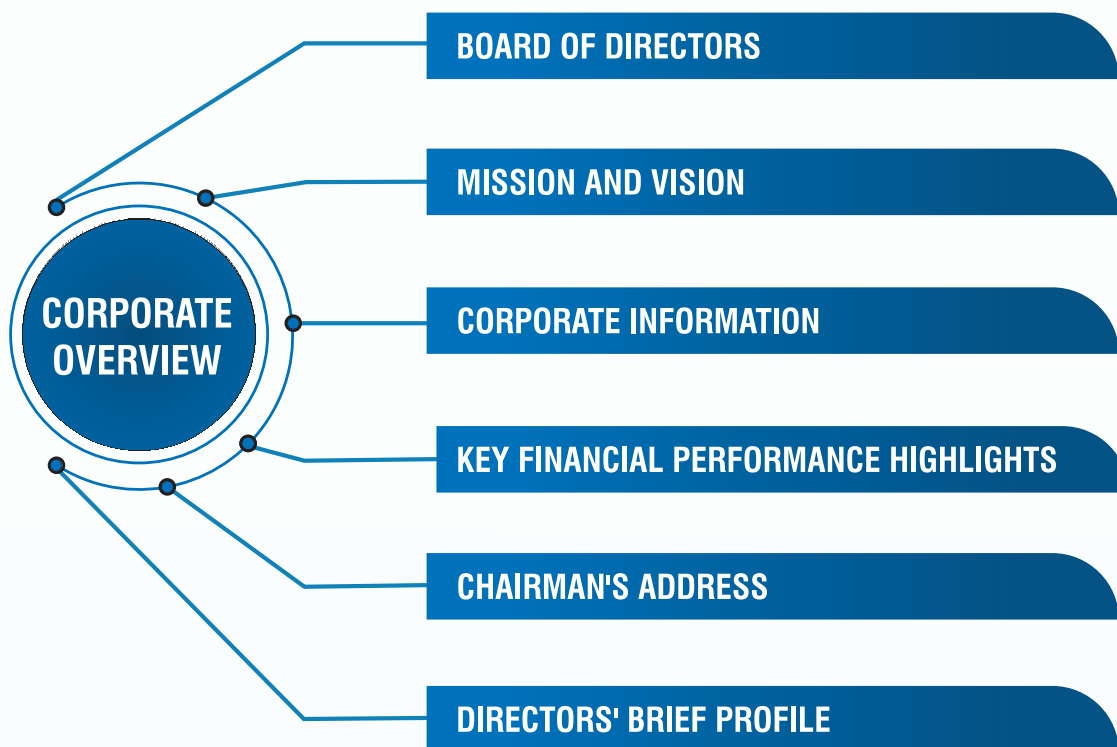 BOARD OF DIRECTORS
MISSION AND VISION
CORPORATE
OVERVIEW
CORPORATE INFORMATION
KEY FINANCIAL PERFORMANCE HIGHLIGHTS
CHAIRMAN'S ADDRESS
DIRECTORS' BRIEF PROFILE